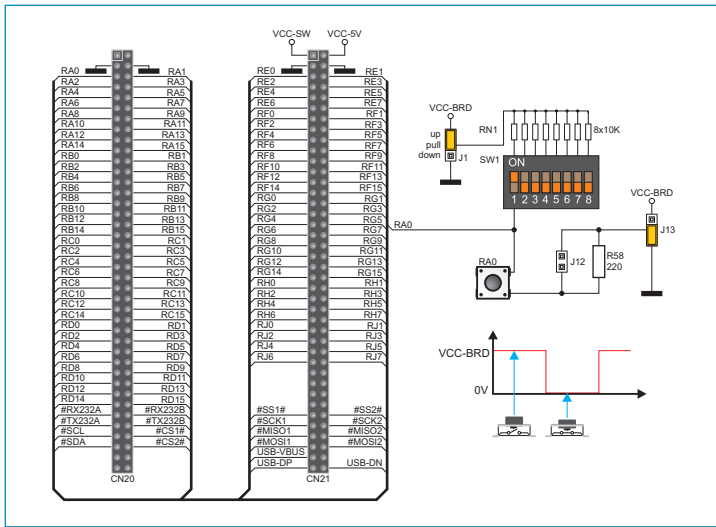 VCC-SW VCC-5V
RA0 RA1
RA2 RA3
RA4 RA5
RA6 RA7
RA8 RA9
RA10 RA11
RA12 RA13
RA14 RA15
RB0 RB1
RB2 RB3
RB4 RB5
RB6 RB7
RB8 RB9
RB10 RB11
RB12 RB13
RB14 RB15
RC0 RC1
RC2 RC3
RC4 RC5
RC6 RC7
RC8 RC9
RC10 RC11
RC12 RC13
RC14 RC15
RD0 RD1
RD2 RD3
RD4 RD5
RD6 RD7
RD8 RD9
RD10 RD11
RD12 RD13
RD14 RD15
#RX232A #RX232B
#TX232A #TX232B
#SCL #CS1#
#SDA #CS2#
CN20
RE0 RE1
RE2 RE3
RE4 RE5
RE6 RE7
RF0 RF1
RF2 RF3
RF4 RF5
RF6 RF7
RF8 RF9
RF10 RF11
RF12 RF13
RF14 RF15
RG0 RG1
RG2 RG3
RG4 RG5
RG6 RG7
RG8 RG9
RG10 RG11
RG12 RG13
RG14 RG15
RH0 RH1
RH2 RH3
RH4 RH5
RH6 RH7
RJ0 RJ1
RJ2 RJ3
RJ4 RJ5
RJ6 RJ7
#SS1# #SS2#
#SCK1 #SCK2
#MISO1 #MISO2
#MOSI1 #MOSI2
USB-VBUS
USB-DP USB-DN
CN21
VCC-BRD
up
pull
down
J1
RN1 8x10K
SW1
ON
1 2 3 4 5 6 7 8
VCC-BRD
J13
RA0
RA0
J12
R58
220
VCC-BRD
0V